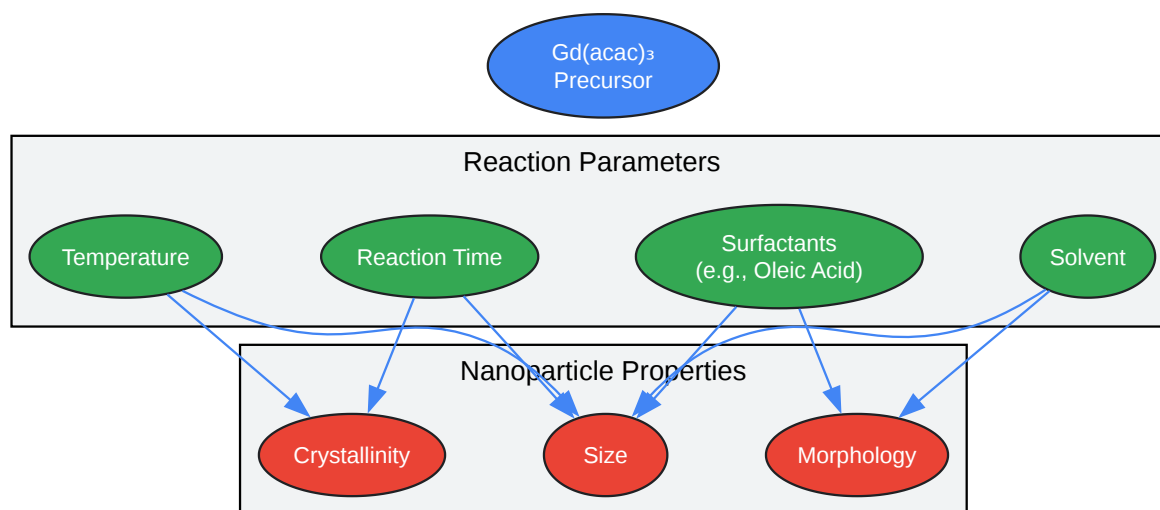 Gd(acac)₃
Precursor
Reaction Parameters
Temperature
Reaction Time
Surfactants
(e.g., Oleic Acid)
Solvent
Nanoparticle Properties
Crystallinity
Size
Morphology